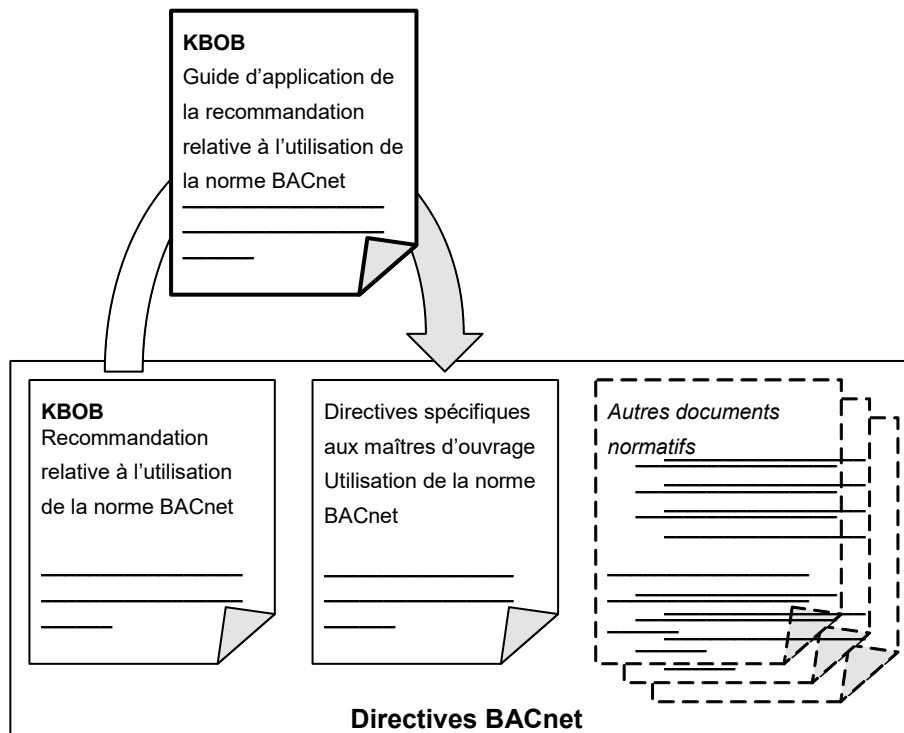 KBOB
Guide d’application de
la recommandation
relative à l’utilisation de
la norme BACnet
KBOB
Recommandation
relative à l’utilisation
de la norme BACnet
Directives spécifiques
aux maîtres d’ouvrage
Utilisation de la norme
BACnet
Autres documents
normatifs
Directives BACnet